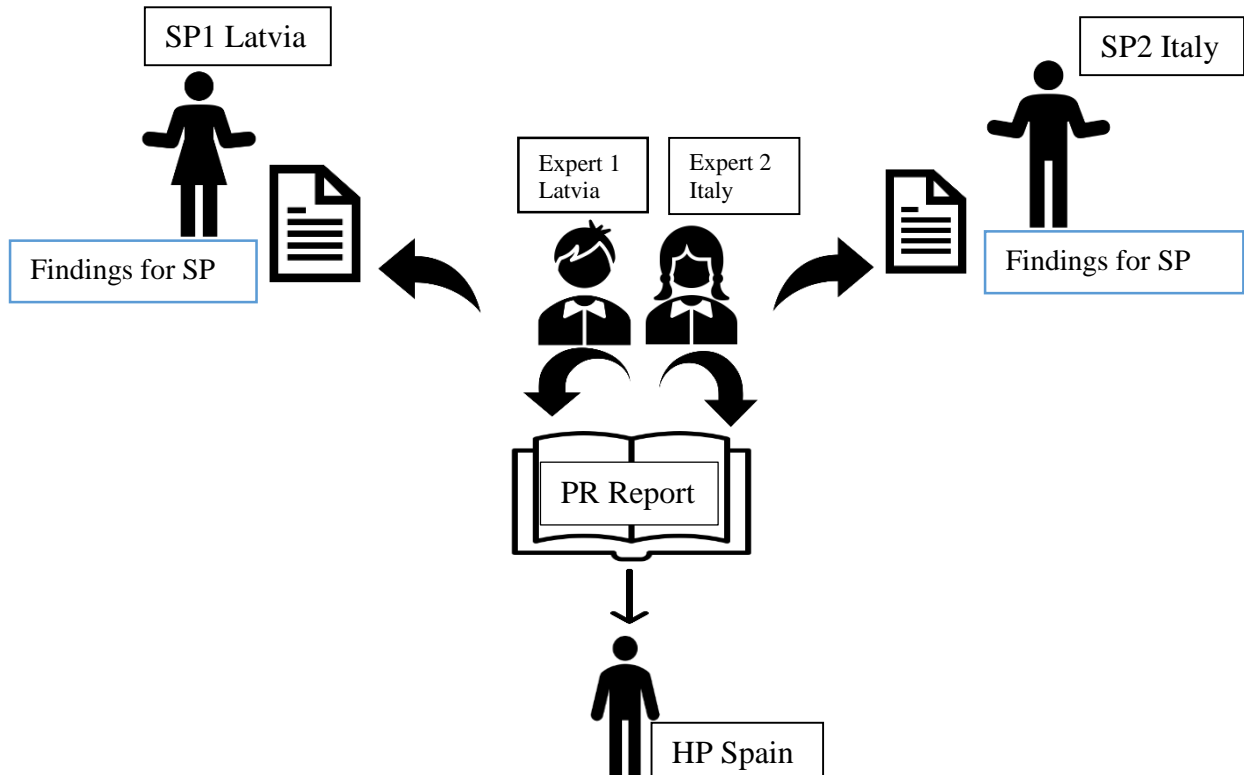 SP1 Latvia
SP2 Italy
Expert 1
Latvia
Expert 2
Italy
Findings for SP
Findings for SP
PR Report
HP Spain